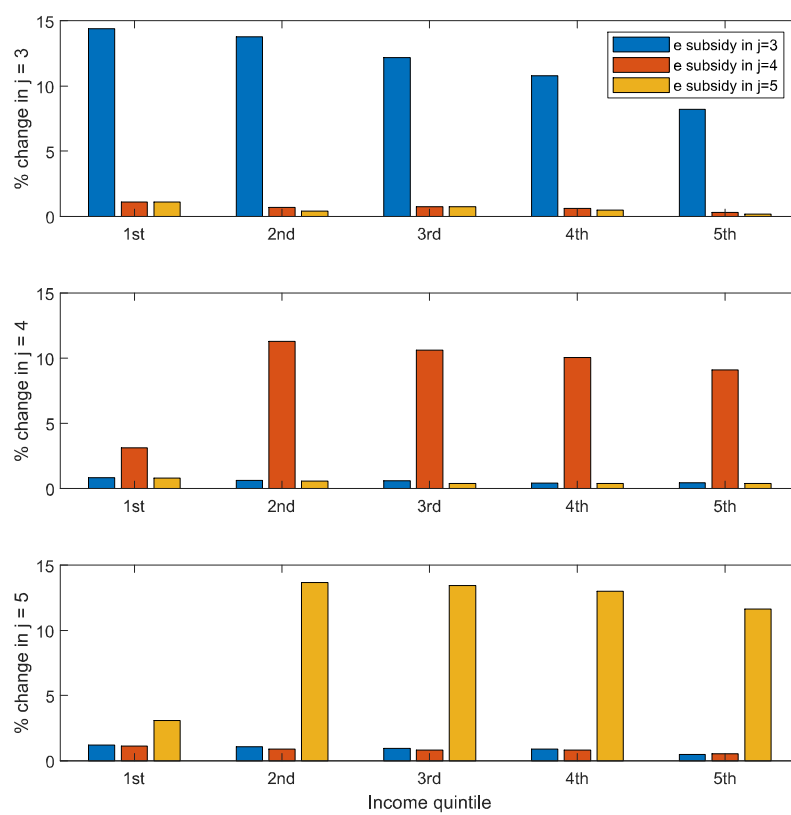 % change in j = 3
15
10
5
0
e subsidy in j=3
e subsidy in j=4
e subsidy in j=5
1st 2nd 3rd 4th 5th
% change in j = 4
15
10
5
0
1st 2nd 3rd 4th 5th
% change in j = 5
15
10
5
0
1st 2nd 3rd 4th 5th
Income quintile